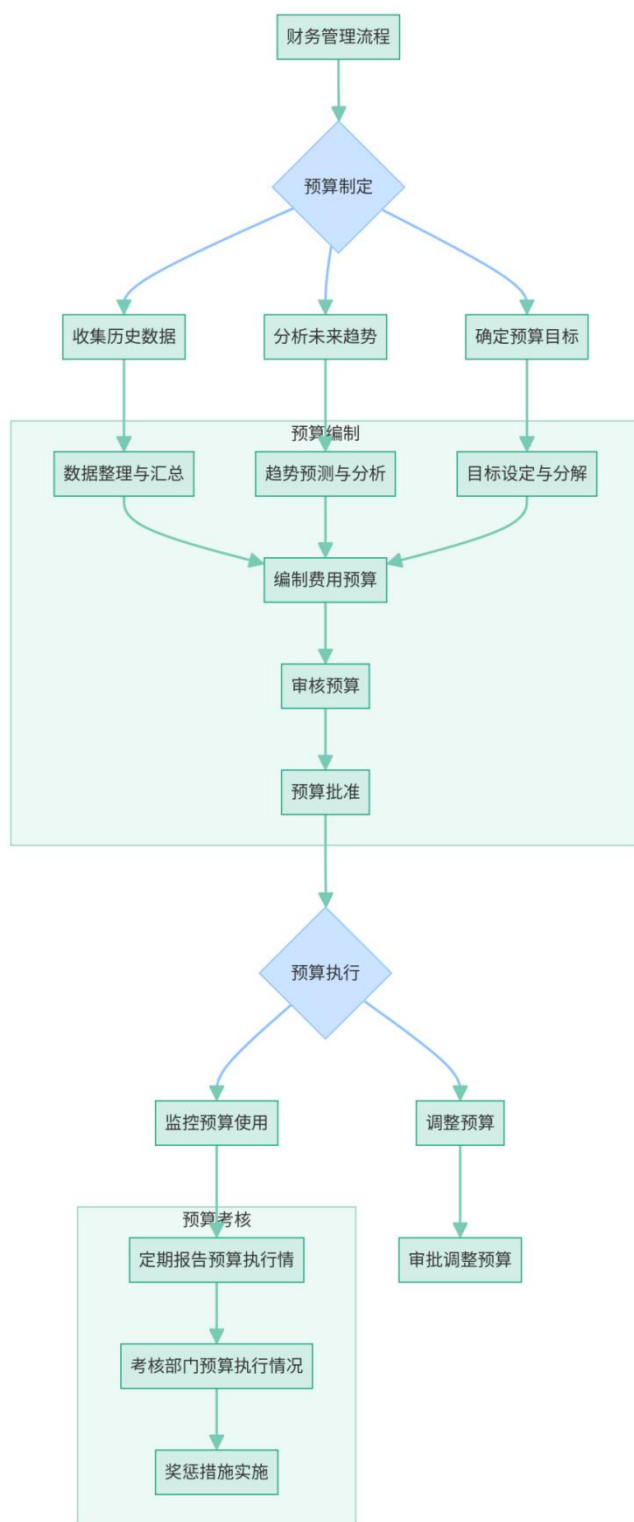 财务管理流程
预算制定
收集历史数据
分析未来趋势
确定预算目标
预算编制
数据整理与汇总
趋势预测与分析
目标设定与分解
编制费用预算
审核预算
预算批准
预算执行
监控预算使用
调整预算
预算考核
定期报告预算执行情
审批调整预算
考核部门预算执行情况
奖惩措施实施